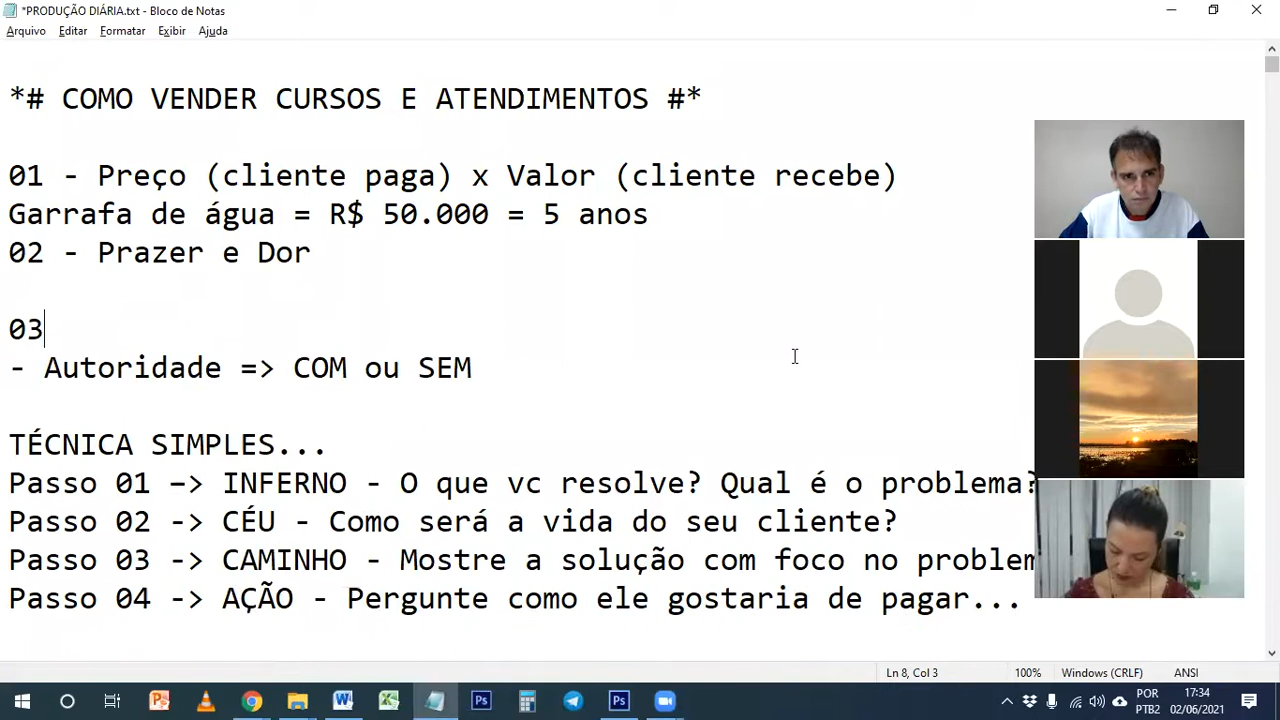 *PRODUÇÃO DIÁRIA.txt - Bloco de Notas
Arquivo Editar Formatar Exibir Ajuda
*# COMO VENDER CURSOS E ATENDIMENTOS #*
01 - Preço (cliente paga) x Valor (cliente recebe)
Garrafa de água = R$ 50.000 = 5 anos
02 - Prazer e Dor
03
- Autoridade => COM ou SEM
TÉCNICA SIMPLES...
Passo 01 –> INFERNO - O que vc resolve? Qual é o problema?
Passo 02 -> CÉU - Como será a vida do seu cliente?
Passo 03 -> CAMINHO - Mostre a solução com foco no problem
Passo 04 -> AÇÃO - Pergunte como ele gostaria de pagar...
Ln 8, Col 3 100% Windows (CRLF) ANSI
POR 17:34
PTB2 02/06/2021